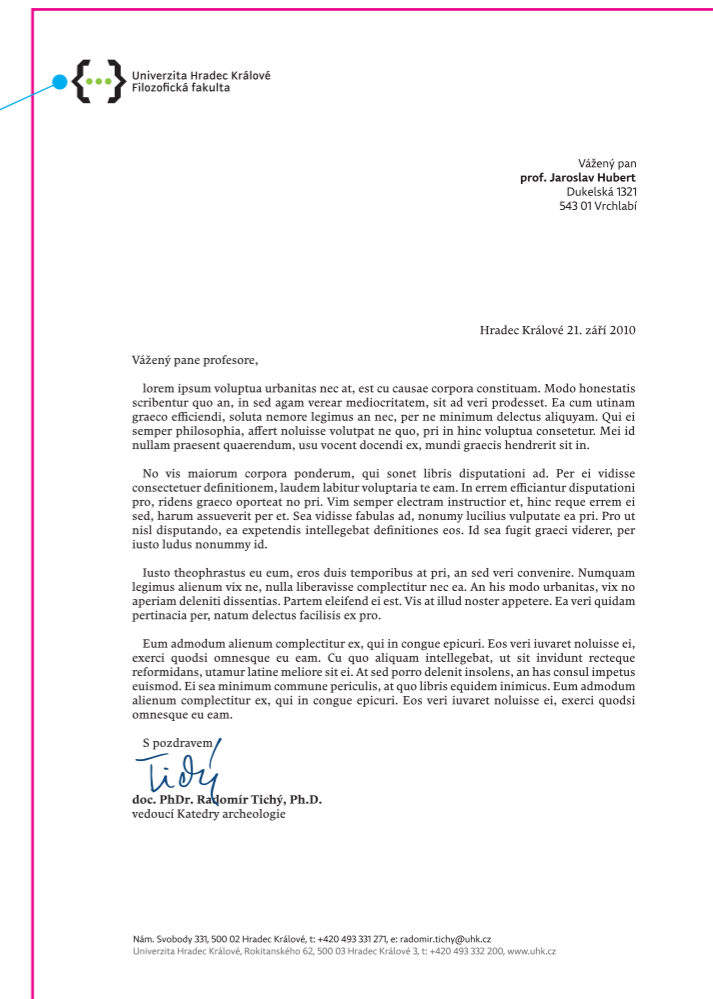 Univerzita Hradec Králové
Filozofická fakulta
Vážený pan
prof. Jaroslav Hubert
Dukelská 1321
543 01 Vrchlabí
Hradec Králové 21. září 2010
Vážený pane profesore,
lorem ipsum voluptua urbanitas nec at, est cu causae corpora constituam. Modo honestatis
scribentur quo an, in sed agam verear mediocritatem, sit ad veri prodesset. Ea cum utinam
graeco efficiendi, soluta nemore legimus an nec, per ne minimum delectus aliquyam. Qui ei
semper philosophia, affert noluisse volutpat ne quo, pri in hinc voluptua consetetur. Mei id
nullam praesent quaerendum, usu vocent docendi ex, mundi graecis hendrerit sit in.
No vis maiorum corpora ponderum, qui sonet libris disputationi ad. Per ei vidisse
consectetuer definitionem, laudem labitur voluptaria te eam. In errem efficiantur disputationi
pro, ridens graeco oporteat no pri. Vim semper electram instructior et, hinc reque errem ei
sed, harum assueverit per et. Sea vidisse fabulas ad, nonumy lucilius vulputate ea pri. Pro ut
nisl disputando, ea expetendis intellegebat definitiones eos. Id sea fugit graeci viderer, per
iusto ludus nonummy id.
Iusto theophrastus eu eum, eros duis temporibus at pri, an sed veri convenire. Numquam
legimus alienum vix ne, nulla liberavisse complectitur nec ea. An his modo urbanitas, vix no
aperiam deleniti dissentias. Partem eleifend ei est. Vis at illud noster appetere. Ea veri quidam
pertinacia per, natum delectus facilisis ex pro.
Eum admodum alienum complectitur ex, qui in congue epicuri. Eos veri iuvaret noluisse ei,
exerci quodsi omnesque eu eam. Cu quo aliquam intellegebat, ut sit invidunt recteque
reformidans, utamur latine meliore sit ei. At sed porro delenit insolens, an has consul impetus
euismod. Ei sea minimum commune periculis, at quo libris equidem inimicus. Eum admodum
alienum complectitur ex, qui in congue epicuri. Eos veri iuvaret noluisse ei, exerci quodsi
omnesque eu eam.
S pozdravem
Tichý
doc. PhDr. Radomír Tichý, Ph.D.
vedoucí Katedry archeologie
Nám. Svobody 331, 500 02 Hradec Králové, t: +420 493 331 271, e: radomir.tichy@uhk.cz
Univerzita Hradec Králové, Rokitanského 62, 500 03 Hradec Králové 3, t: +420 493 332 200, www.uhk.cz